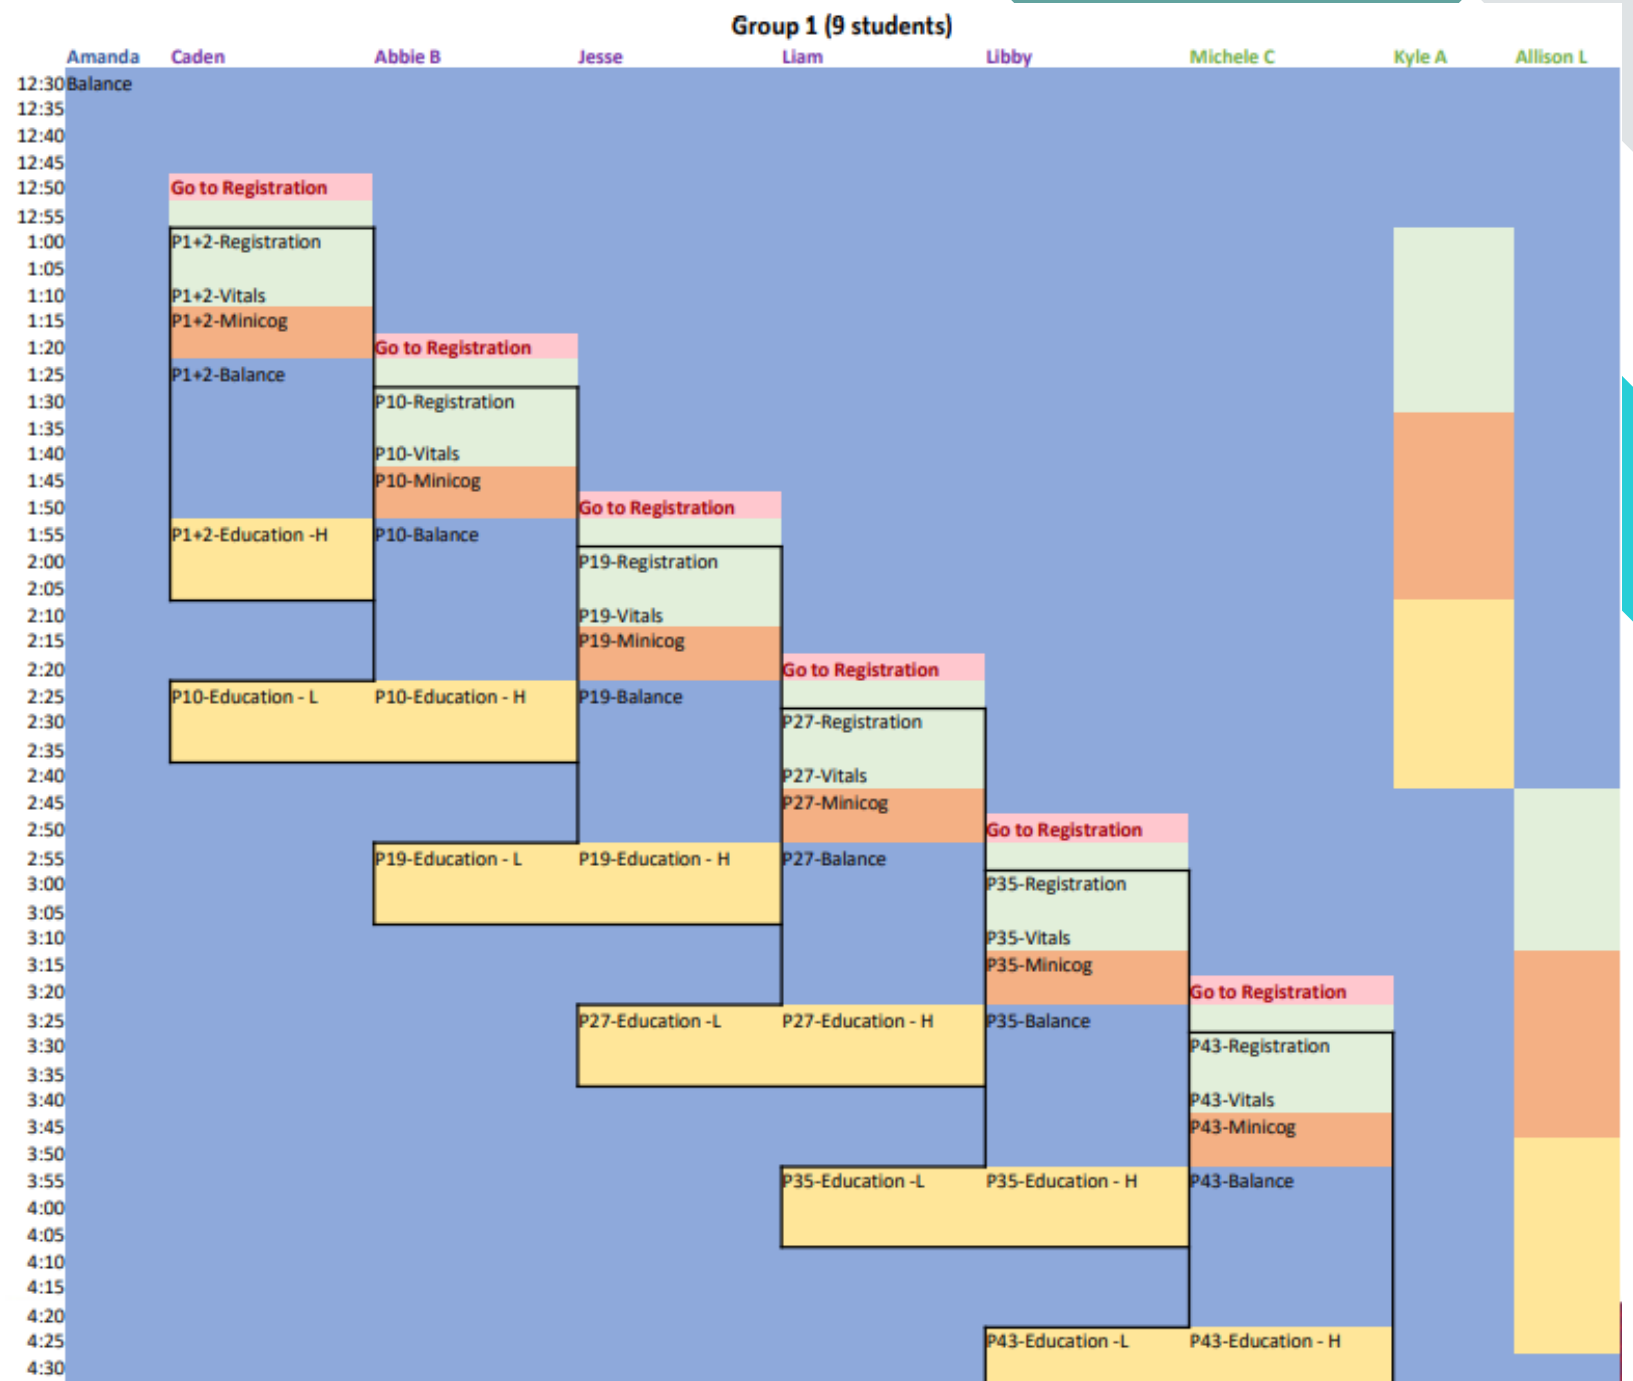 Group 1 (9 students)
Amanda Caden Abbie B Jesse Liam Libby Michele C Kyle A Allison L
12:30 Balance
12:35
12:40
12:45
12:50 Go to Registration
12:55
1:00 P1+2-Registration
1:05
1:10 P1+2-Vitals
1:15 P1+2-Minicog
1:20 Go to Registration
1:25 P1+2-Balance
1:30 P10-Registration
1:35
1:40 P10-Vitals
1:45 P10-Minicog
1:50 Go to Registration
1:55 P1+2-Education -H P10-Balance
2:00 P19-Registration
2:05
2:10 P19-Vitals
2:15 P19-Minicog
2:20 Go to Registration
2:25 P10-Education - L P10-Education - H P19-Balance
2:30 P27-Registration
2:35
2:40 P27-Vitals
2:45 P27-Minicog
2:50 Go to Registration
2:55 P19-Education - L P19-Education - H P27-Balance
3:00 P35-Registration
3:05
3:10 P35-Vitals
3:15 P35-Minicog
3:20 Go to Registration
3:25 P27-Education -L P27-Education - H P35-Balance
3:30 P43-Registration
3:35
3:40 P43-Vitals
3:45 P43-Minicog
3:50
3:55 P35-Education -L P35-Education - H P43-Balance
4:00
4:05
4:10
4:15
4:20
4:25 P43-Education -L P43-Education - H
4:30